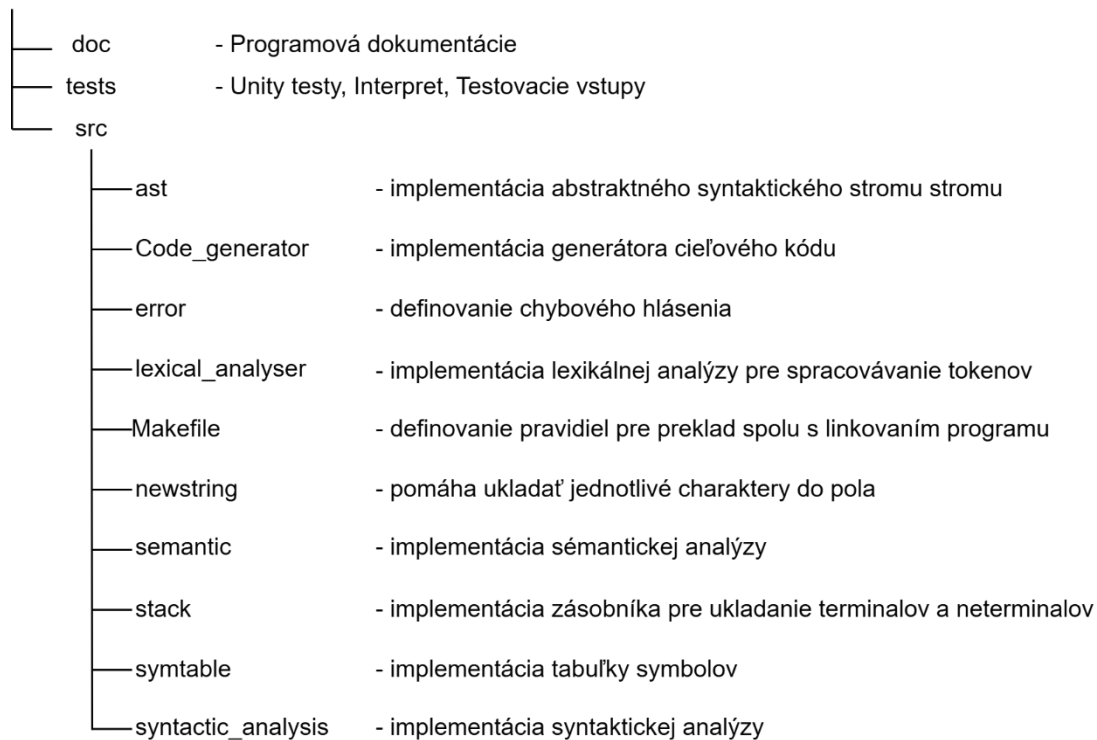 doc - Programová dokumentácie
tests - Unity testy, Interpret, Testovacie vstupy
src
ast - implementácia abstraktného syntaktického stromu stromu
Code_generator - implementácia generátora cieľového kódu
error - definovanie chybového hlásenia
lexical_analyser - implementácia lexikálnej analýzy pre spracovávanie tokenov
Makefile - definovanie pravidiel pre preklad spolu s linkovaním programu
newstring - pomáha ukladať jednotlivé charaktery do pola
semantic - implementácia sémantickej analýzy
stack - implementácia zásobníka pre ukladanie terminalov a neterminalov
symtable - implementácia tabuľky symbolov
syntactic_analysis - implementácia syntaktickej analýzy